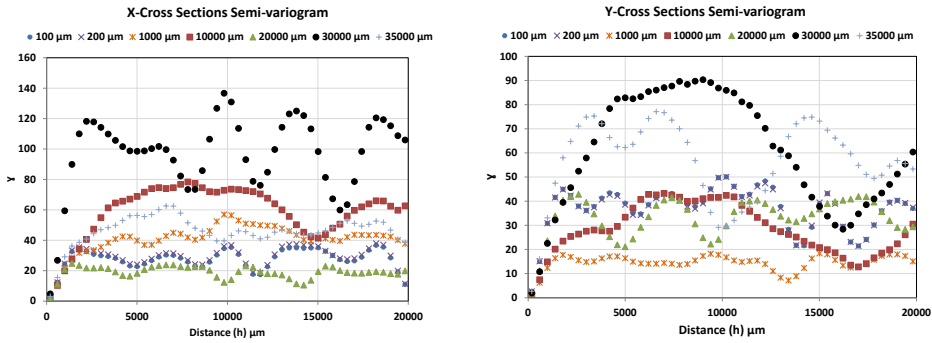 X-Cross Sections Semi-variogram
100 μm 200 μm 1000 μm 10000 μm 20000 μm 30000 μm 35000 μm
160
140
120
100
80
60
40
20
0
γ
0 5000 10000 15000 20000
Distance (h) μm
Y-Cross Sections Semi-variogram
100 μm 200 μm 1000 μm 10000 μm 20000 μm 30000 μm 35000 μm
100
90
80
70
60
50
40
30
20
10
0
γ
0 5000 10000 15000 20000
Distance (h) μm